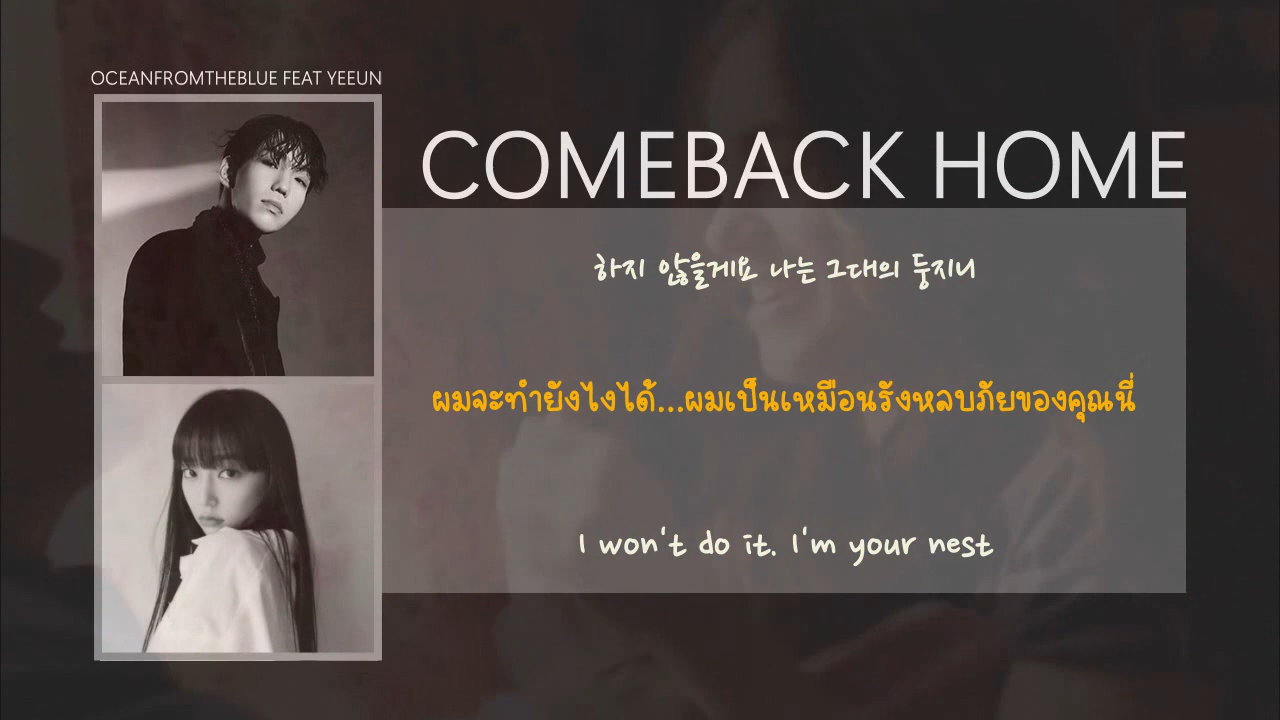 OCEANFROMTHEBLUE FEAT YEEUN
COMEBACK HOME
하지 않을게요 나는 그대의 둥지니
ผมจะทำยังไงได้...ผมเป็นเหมือนรังหลบภัยของคุณนี่
I won't do it. I'm your nest